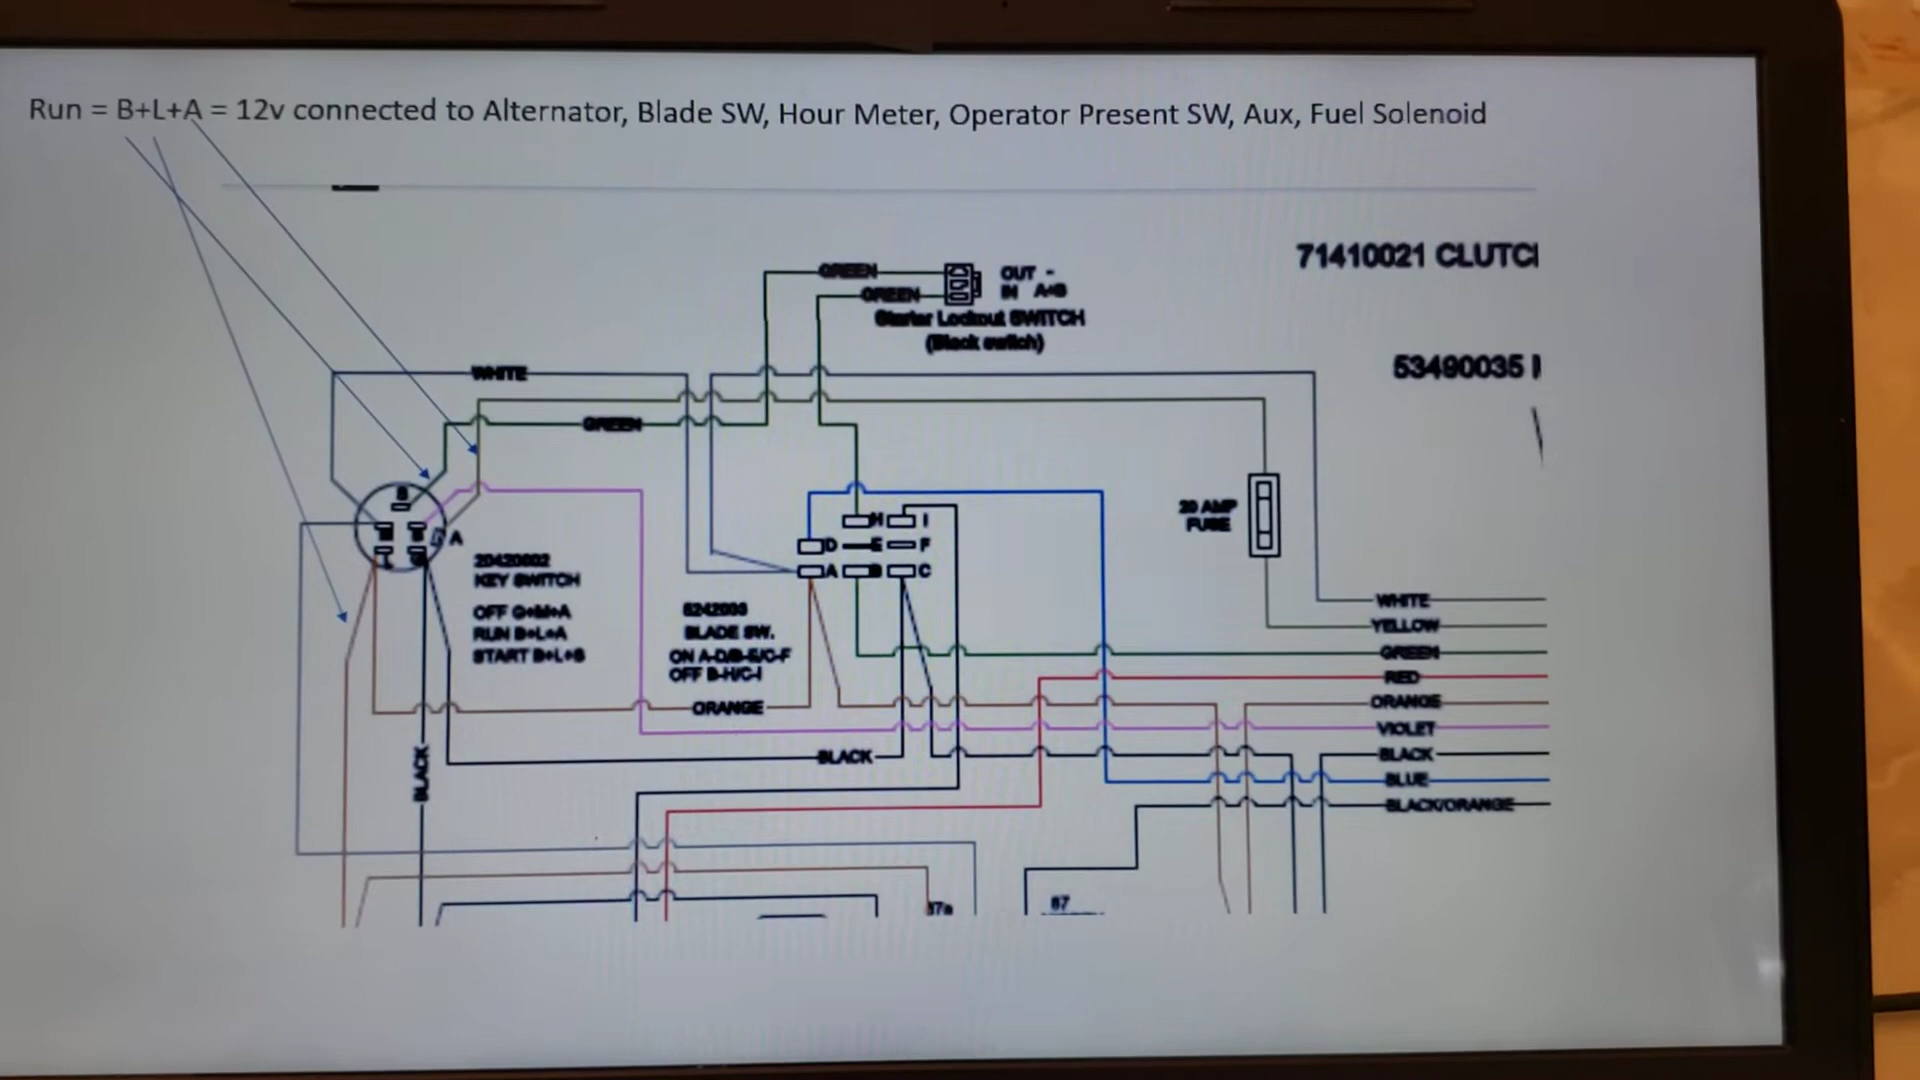 Run = B+L+A = 12v connected to Alternator, Blade SW, Hour Meter, Operator Present SW, Aux, Fuel Solenoid
71410021 CLUTC
GREEN
OUT -
GREEN
IN A+B
Starter Lockout SWITCH
(Black switch)
53490035
WHITE
GREEN
20 AMP
FUSE
H I
D E F
A B C
A
L
KEY SWITCH
OFF G+M+A
RUN B+L+A
START B+L+S
BLADE SW.
ON A-D/B-E/C-F
OFF B-H/C-I
WHITE
YELLOW
GREEN
RED
ORANGE
ORANGE
VIOLET
BLACK
BLACK
BLACK
BLUE
BLACK/ORANGE
87